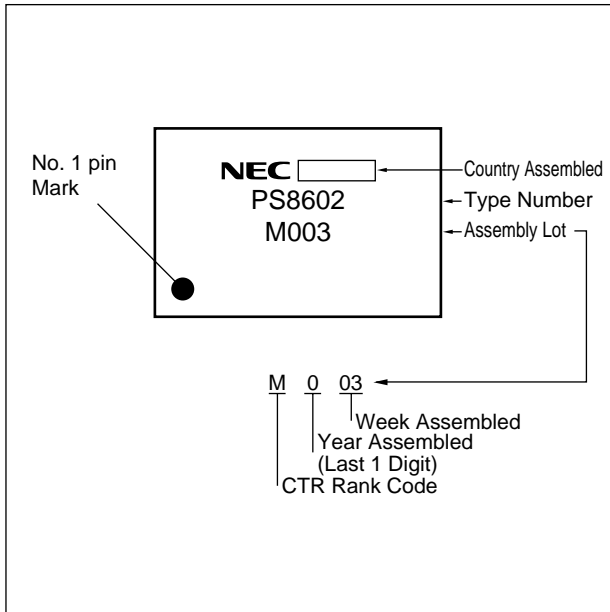 No. 1 pin
Mark
NEC
Country Assembled
PS8602
Type Number
M003
Assembly Lot
M 0 03
Week Assembled
Year Assembled
(Last 1 Digit)
CTR Rank Code